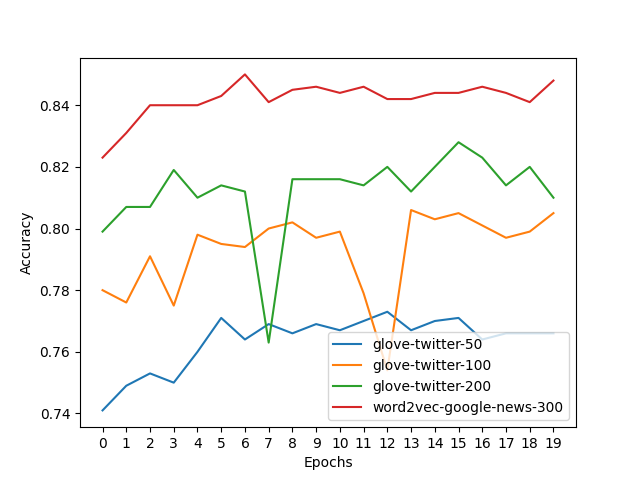 0.84
0.82
0.80
0.78
0.76
0.74
Accuracy
glove-twitter-50
glove-twitter-100
glove-twitter-200
word2vec-google-news-300
0 1 2 3 4 5 6 7 8 9 10 11 12 13 14 15 16 17 18 19
Epochs